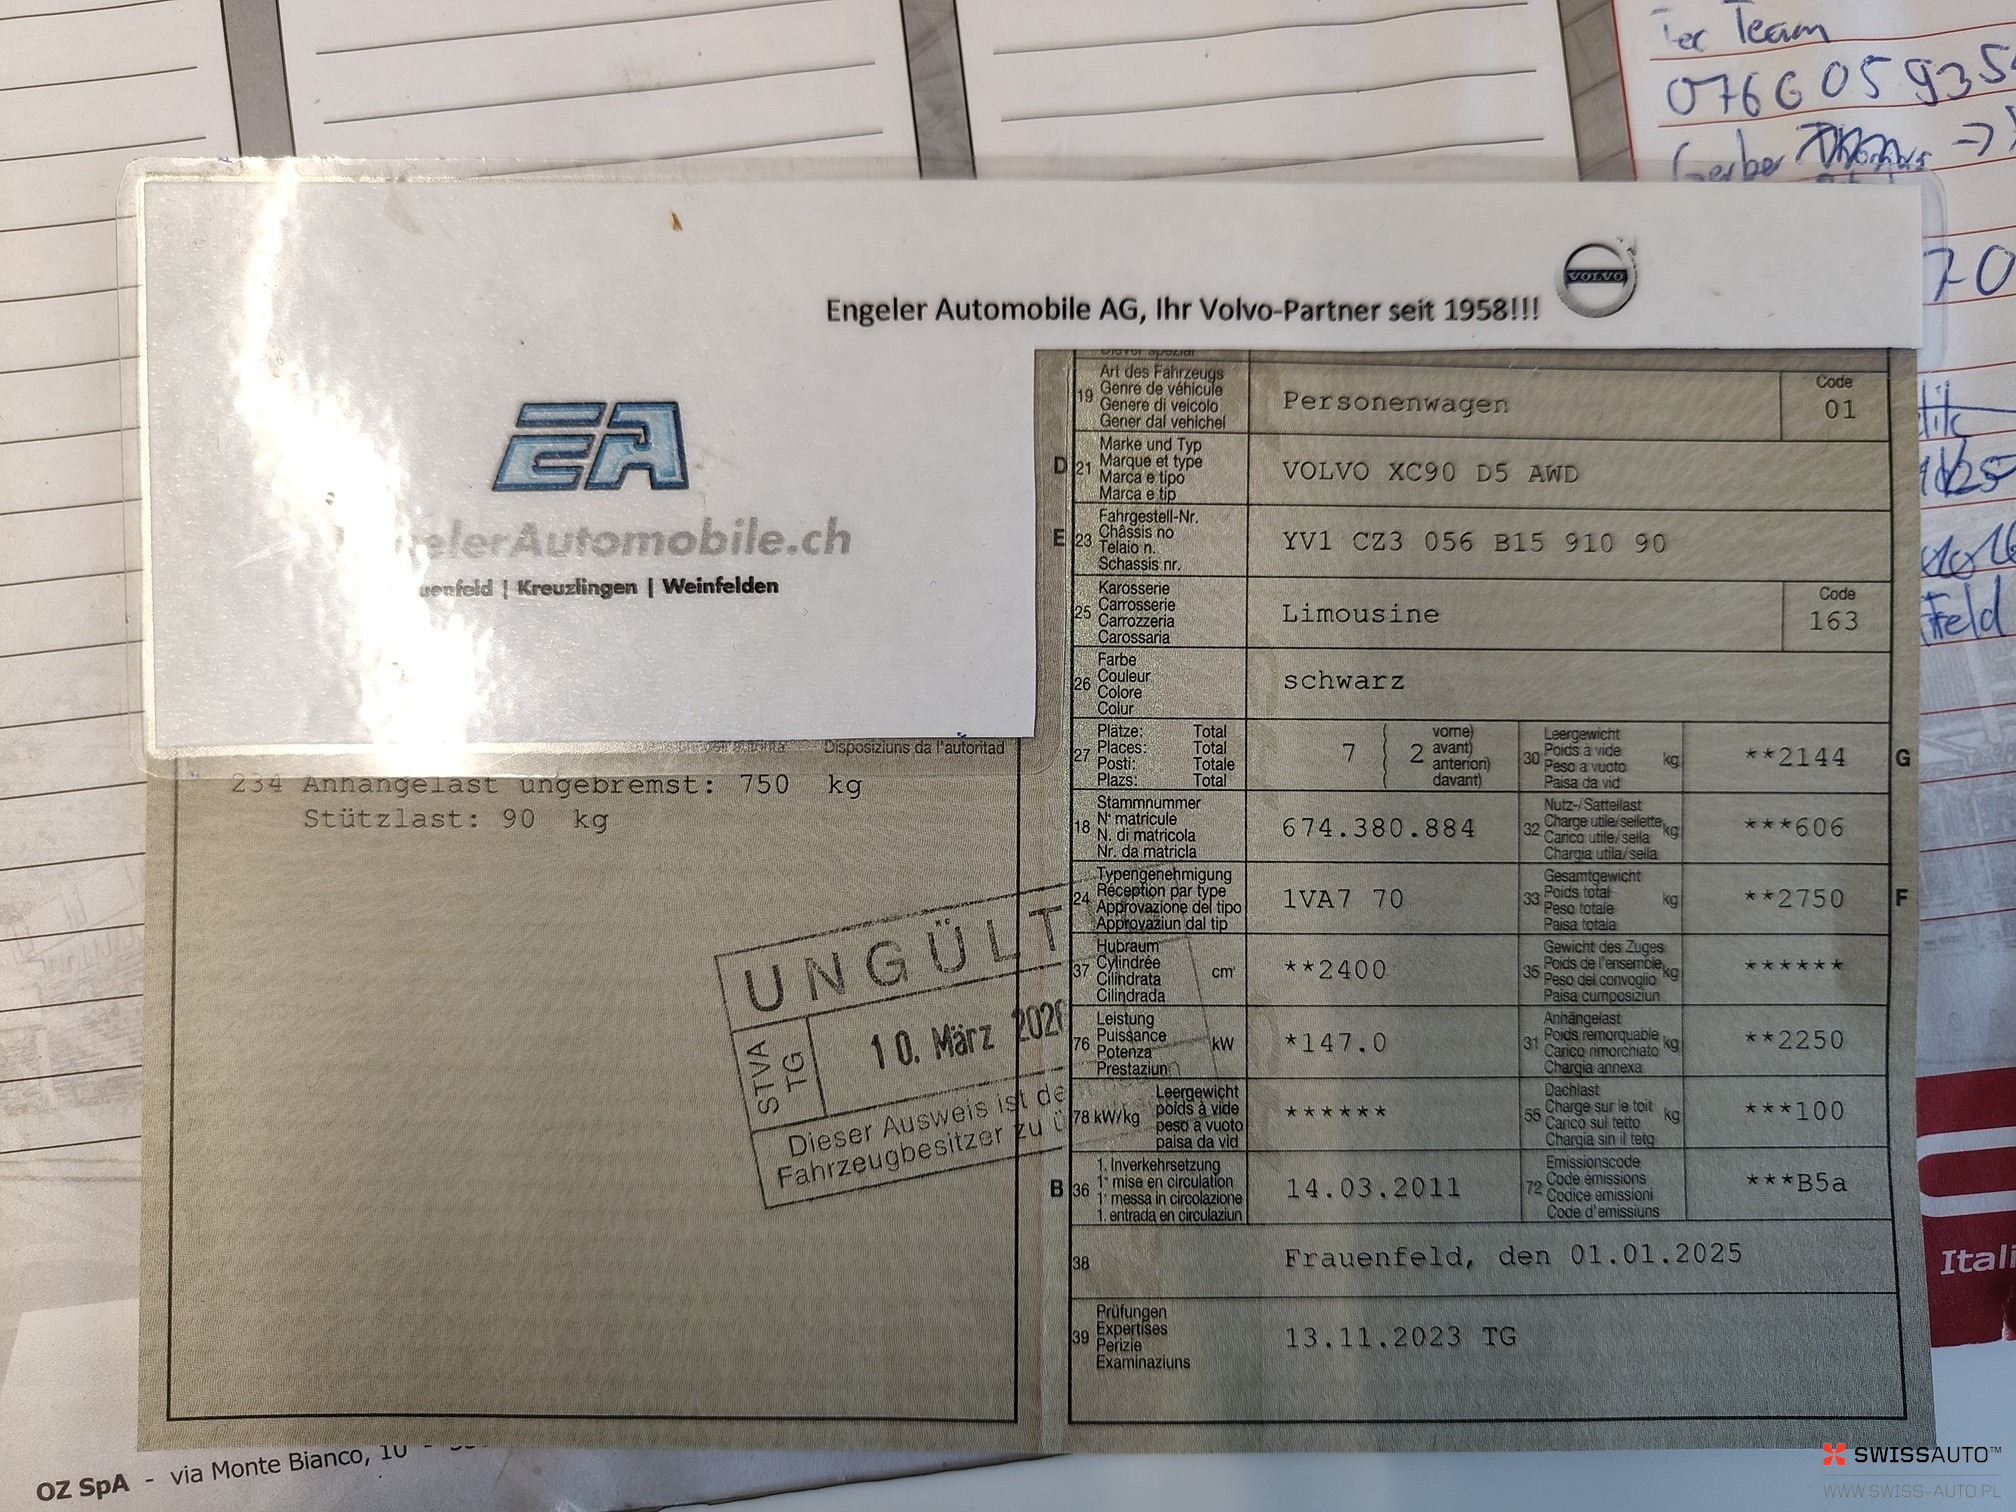 Team
Gerber
Engeler Automobile AG, Ihr Volvo-Partner seit 1958!!!
VOLVO
EA
gelerAutomobile.ch
uenfeld | Kreuzlingen | Weinfelden
Disposiziuns da l'autoritad
234 Anhängelast ungebremst: 750 kg
Stützlast: 90 kg
UNGÜLT
STVA TG
10. März 202
Dieser Ausweis ist de
Fahrzeugbesitzer zu ü
19 Art des Fahrzeugs
Genre de véhicule
Genere di veicolo
Gener dal vehichel
Personenwagen
Code
01
D 21 Marke und Typ
Marque et type
Marca e tipo
Marca e tip
VOLVO XC90 D5 AWD
E 23 Fahrgestell-Nr.
Châssis no
Telaio n.
Schassis nr.
YV1 CZ3 056 B15 910 90
25 Karosserie
Carrosserie
Carrozzeria
Carossaria
Limousine
Code
163
26 Farbe
Couleur
Colore
Colur
schwarz
27 Plätze: Total
Places: Total
Posti: Totale
Plazs: Total
7 { 2 vorne)
avant)
anteriori)
davant)
30 Leergewicht
Poids à vide
Peso a vuoto
Paisa da vid
kg
**2144 G
18 Stammnummer
N° matricule
N. di matricola
Nr. da matricla
674.380.884
32 Nutz-/Sattellast
Charge utile/sellette
Carico utile/sella
Chargia utila/sella
kg
***606
24 Typengenehmigung
Réception par type
Approvazione del tipo
Approvaziun dal tip
1VA7 70
33 Gesamtgewicht
Poids total
Peso totale
Paisa totala
kg
**2750 F
37 Hubraum
Cylindrée
Cilindrata
Cilindrada
cm³
**2400
35 Gewicht des Zuges
Poids de l'ensemble
Peso del convoglio
Paisa cumposiziun
kg
******
76 Leistung
Puissance
Potenza
Prestaziun
kW
*147.0
31 Anhängelast
Poids remorquable
Carico rimorchiato
Chargia annexa
kg
**2250
78 kW/kg Leergewicht
poids à vide
peso a vuoto
paisa da vid
******
55 Dachlast
Charge sur le toit
Carico sul tetto
Chargia sin il tetg
kg
***100
B 36 1. Inverkehrsetzung
1° mise en circulation
1° messa in circolazione
1. entrada en circulaziun
14.03.2011
72 Emissionscode
Code émissions
Codice emissioni
Code d'emissiuns
***B5a
38 Frauenfeld, den 01.01.2025
39 Prüfungen
Expertises
Perizie
Examinaziuns
13.11.2023 TG
Itali
OZ SpA - via Monte Bianco, 10 -
SWISSAUTO™
WWW.SWISS-AUTO.PL